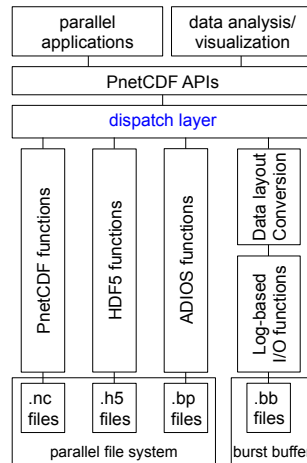 parallel
applications
data analysis/
visualization
PnetCDF APIs
dispatch layer
PnetCDF functions
HDF5 functions
ADIOS functions
Data layout
Conversion
Log-based
I/O functions
.nc
files
.h5
files
.bp
files
.bb
files
parallel file system
burst buffer